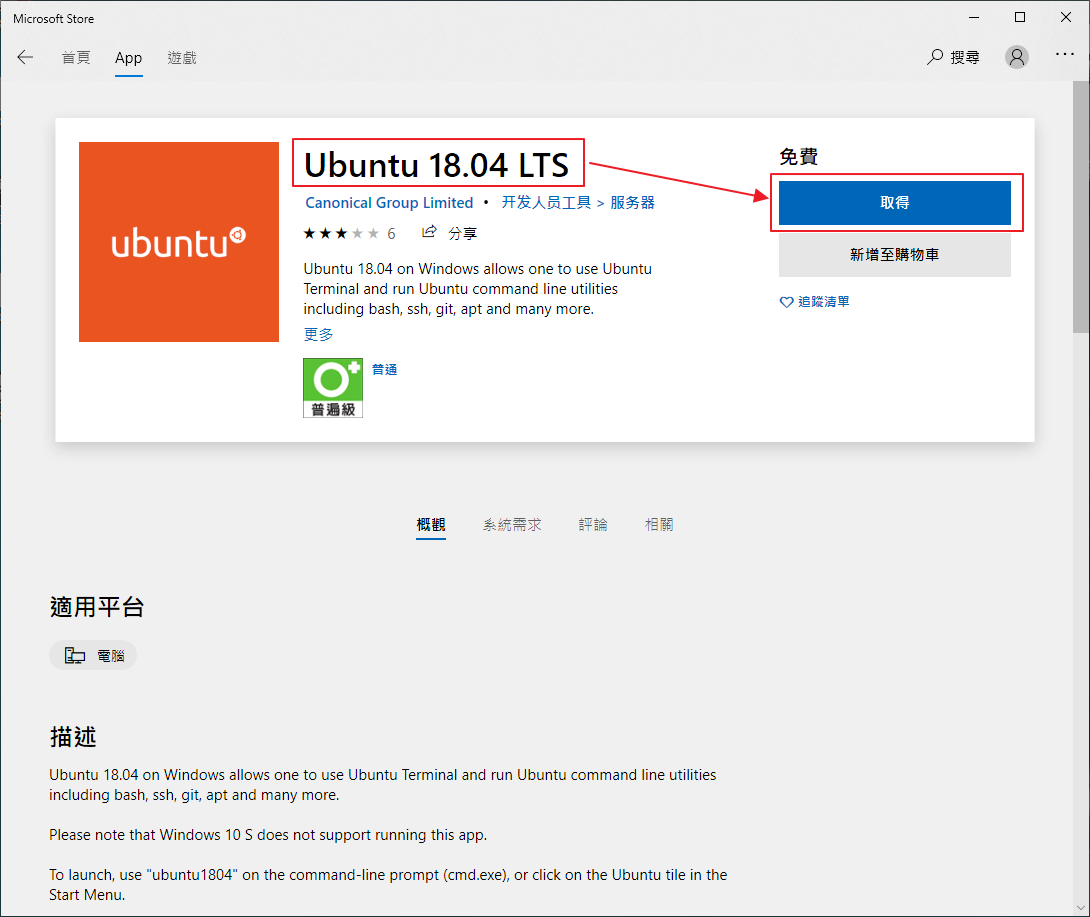 Microsoft Store
首頁 App 遊戲 搜尋
ubuntu
Ubuntu 18.04 LTS
Canonical Group Limited • 开发人员工具 > 服务器
6 分享
Ubuntu 18.04 on Windows allows one to use Ubuntu
Terminal and run Ubuntu command line utilities
including bash, ssh, git, apt and many more.
更多
普遍級
普通
免費
取得
新增至購物車
追蹤清單
概觀 系統需求 評論 相關
適用平台
電腦
描述
Ubuntu 18.04 on Windows allows one to use Ubuntu Terminal and run Ubuntu command line utilities
including bash, ssh, git, apt and many more.
Please note that Windows 10 S does not support running this app.
To launch, use "ubuntu1804" on the command-line prompt (cmd.exe), or click on the Ubuntu tile in the
Start Menu.